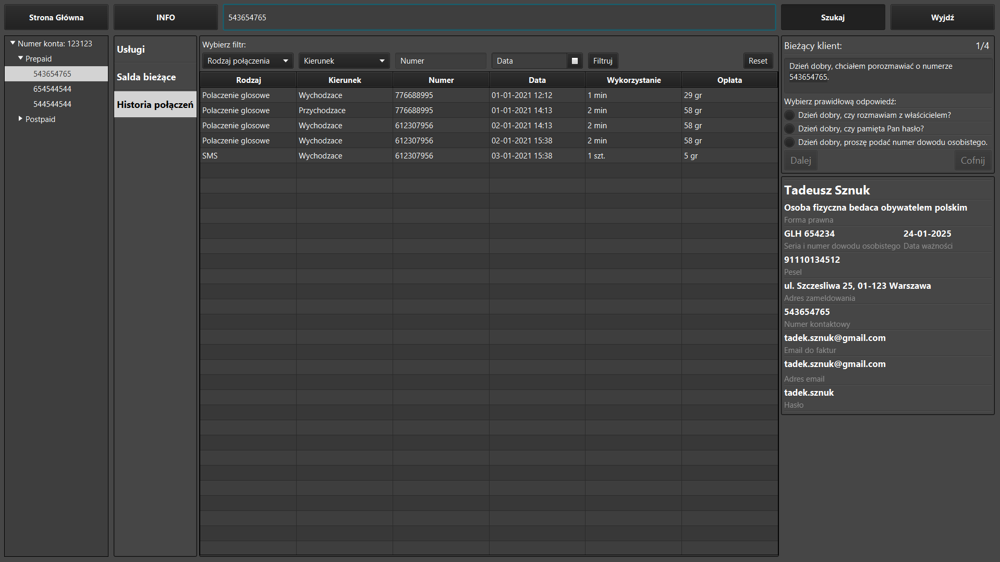 Strona Główna
INFO
543654765
Szukaj
Wyjdź
Numer konta: 123123
Prepaid
543654765
654544544
544544544
Postpaid
Usługi
Salda bieżące
Historia połączeń
Wybierz filtr:
Rodzaj połączenia Kierunek Numer Data Filtruj Reset
Rodzaj Kierunek Numer Data Wykorzystanie Opłata
Polaczenie glosowe Wychodzace 776688995 01-01-2021 12:12 1 min 29 gr
Polaczenie glosowe Przychodzace 776688995 01-01-2021 14:13 2 min 58 gr
Polaczenie glosowe Wychodzace 612307956 02-01-2021 14:13 2 min 58 gr
Polaczenie glosowe Wychodzace 612307956 02-01-2021 15:38 2 min 58 gr
SMS Wychodzace 612307956 03-01-2021 15:38 1 szt. 5 gr
Bieżący klient: 1/4
Dzień dobry, chciałem porozmawiać o numerze
543654765.
Wybierz prawidłową odpowiedź:
Dzień dobry, czy rozmawiam z właścicielem?
Dzień dobry, czy pamięta Pan hasło?
Dzień dobry, proszę podać numer dowodu osobistego.
Dalej Cofnij
Tadeusz Sznuk
Osoba fizyczna bedaca obywatelem polskim
Forma prawna
GLH 654234 24-01-2025
Seria i numer dowodu osobistego Data ważności
91110134512
Pesel
ul. Szczesliwa 25, 01-123 Warszawa
Adres zameldowania
543654765
Numer kontaktowy
tadek.sznuk@gmail.com
Email do faktur
tadek.sznuk@gmail.com
Adres email
tadek.sznuk
Hasło